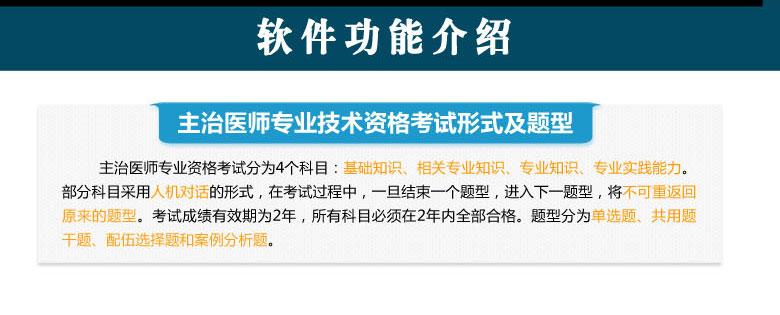 软件功能介绍
主治医师专业技术资格考试形式及题型
主治医师专业资格考试分为4个科目：基础知识、相关专业知识、专业知识、专业实践能力。
部分科目采用人机对话的形式，在考试过程中，一旦结束一个题型，进入下一题型，将不可重返回
原来的题型。考试成绩有效期为2年，所有科目必须在2年内全部合格。题型分为单选题、共用题
干题、配伍选择题和案例分析题。